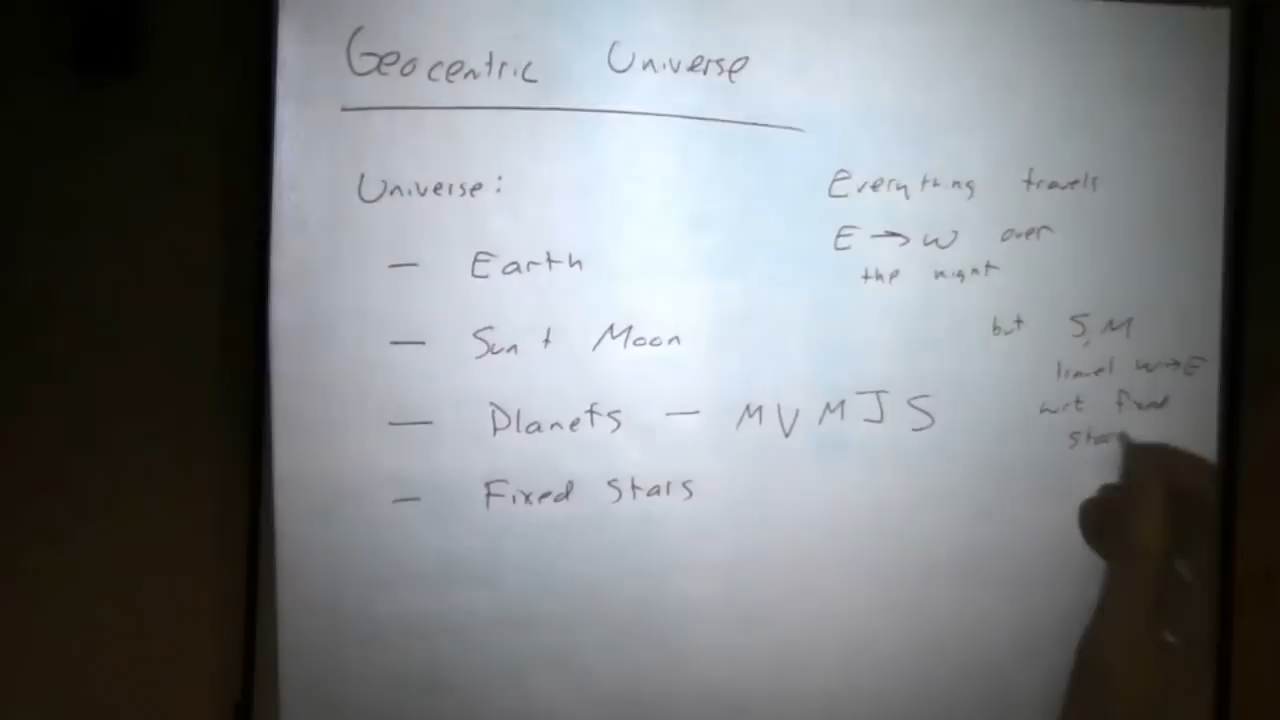 Geocentric Universe
Universe:
— Earth
— Sun + Moon
— Planets — M V M J S
— Fixed Stars
Everything travels
E → W over
the night
but S, M
travel W→E
wrt fixed
stars